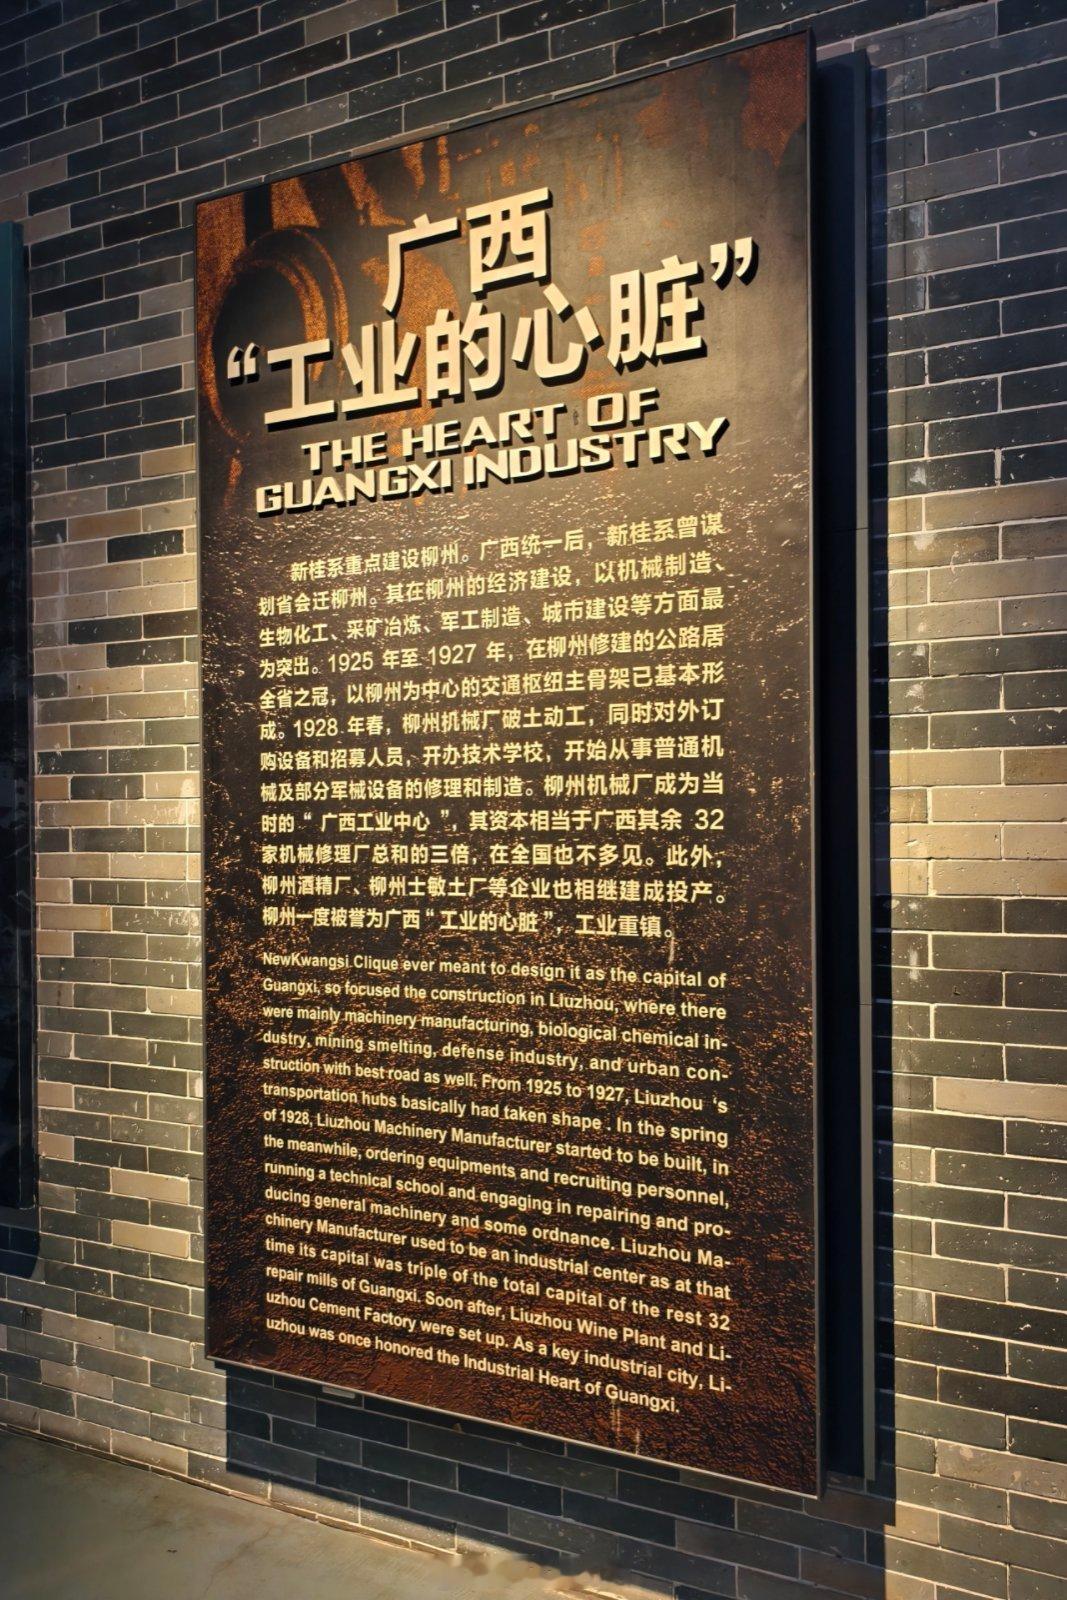 广西
“工业的心脏”
THE HEART OF
GUANGXI INDUSTRY
新桂系重点建设柳州。广西统一后，新桂系曾谋
划省会迁柳州。其在柳州的经济建设，以机械制造、
生物化工、采矿冶炼、军工制造、城市建设等方面最
为突出。1925 年至 1927 年，在柳州修建的公路居
全省之冠，以柳州为中心的交通枢纽主骨架已基本形
成。1928 年春，柳州机械厂破土动工，同时对外订
购设备和招募人员，开办技术学校，开始从事普通机
械及部分军械设备的修理和制造。柳州机械厂成为当
时的“ 广西工业中心 ”，其资本相当于广西其余 32
家机械修理厂总和的三倍，在全国也不多见。此外，
柳州酒精厂、柳州士敏土厂等企业也相继建成投产。
柳州一度被誉为广西“ 工业的心脏 ”，工业重镇。
NewKwangsi Clique ever meant to design it as the capital of
Guangxi, so focused the construction in Liuzhou, where there
were mainly machinery manufacturing, biological chemical in-
dustry, mining smelting, defense industry, and urban con-
struction with best road as well. From 1925 to 1927, Liuzhou 's
transportation hubs basically had taken shape . In the spring
of 1928, Liuzhou Machinery Manufacturer started to be built, in
the meanwhile, ordering equipments and recruiting personnel,
running a technical school and engaging in repairing and pro-
ducing general machinery and some ordnance. Liuzhou Ma-
chinery Manufacturer used to be an industrial center as at that
time its capital was triple of the total capital of the rest 32
repair mills of Guangxi. Soon after, Liuzhou Wine Plant and Li-
uzhou Cement Factory were set up. As a key industrial city, Li-
uzhou was once honored the Industrial Heart of Guangxi.